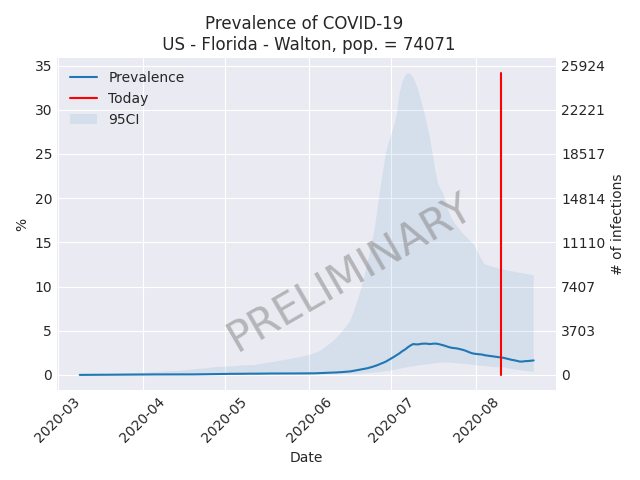 Prevalence of COVID-19
US - Florida - Walton, pop. = 74071
Prevalence
Today
95CI
35
30
25
20
15
10
5
0
%
25924
22221
18517
14814
11110
7407
3703
0
# of infections
PRELIMINARY
2020-03
2020-04
2020-05
2020-06
2020-07
2020-08
Date